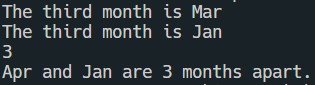 The third month is Mar
The third month is Jan
3
Apr and Jan are 3 months apart.